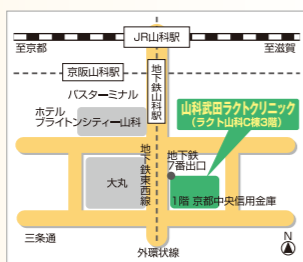 JR山科駅
至京都
至滋賀
京阪山科駅
地下鉄山科駅
バスターミナル
ホテル
ブライトンシティー山科
山科武田ラクトクリニック
(ラクト山科C棟3階)
地下鉄東西線
地下鉄
7番出口
大丸
1階 京都中央信用金庫
三条通
外環状線
N